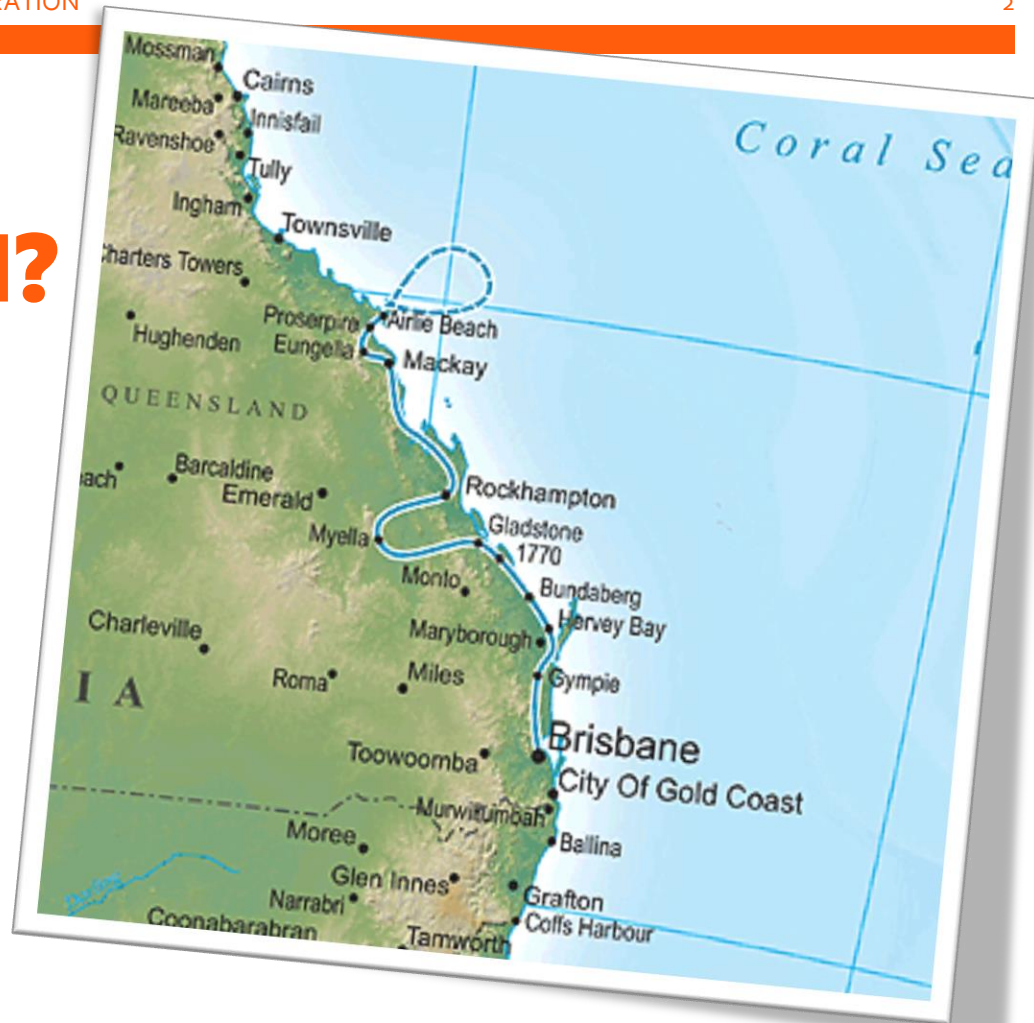 RATION
2
I?
Mossman
Cairns
Mareeba
Innisfail
Ravenshoe
Tully
Ingham
Townsville
Charters Towers
Coral Sea
Proserpine
Airlie Beach
Hughenden
Eungella
Mackay
QUEENSLAND
Barcaldine
Emerald
Rockhampton
Myella
Gladstone
1770
Monto
Bundaberg
Hervey Bay
Charleville
Maryborough
Roma
Miles
Gympie
I A
Brisbane
Toowoomba
City Of Gold Coast
Murwillumbah
Moree
Ballina
Glen Innes
Narrabri
Grafton
Coonabarabran
Tamworth
Coffs Harbour